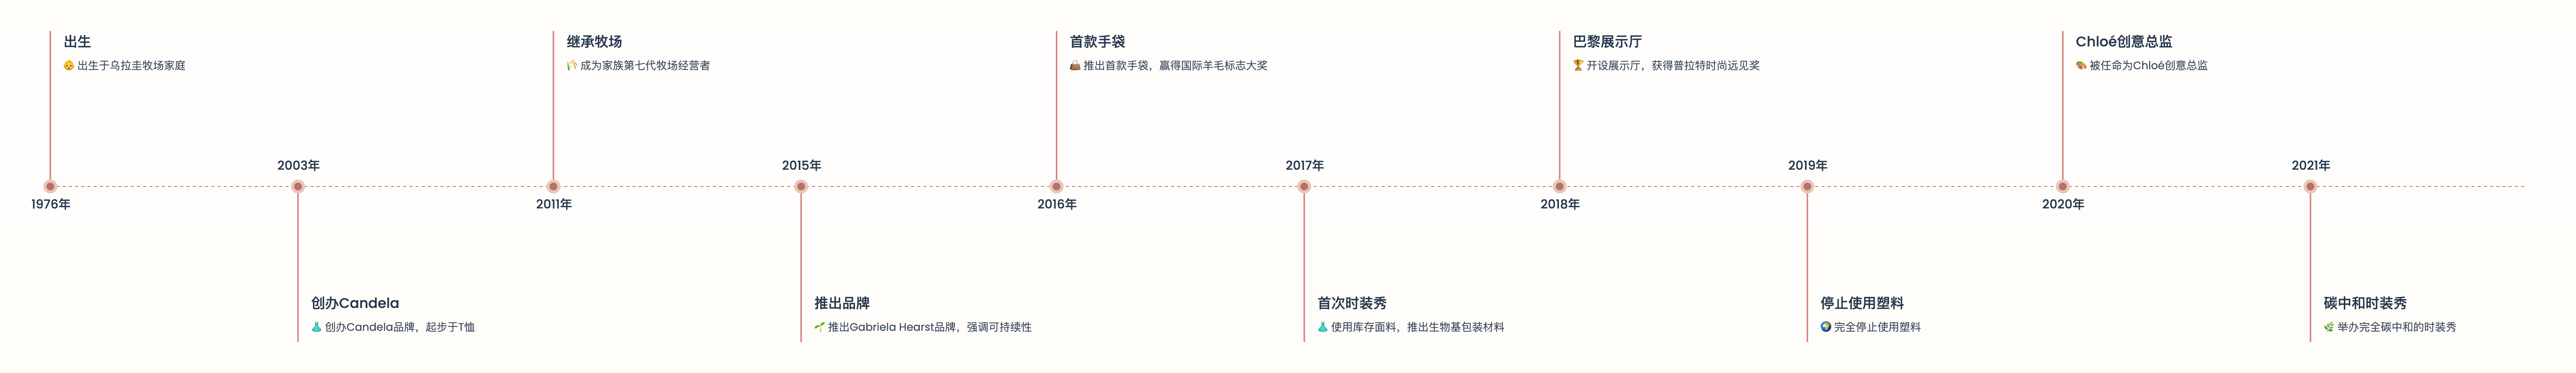 出生
👶 出生于乌拉圭牧场家庭
1976年
2003年
创办Candela
👗 创办Candela品牌，起步于T恤
继承牧场
🌾 成为家族第七代牧场经营者
2011年
2015年
推出品牌
🌱 推出Gabriela Hearst品牌，强调可持续性
首款手袋
👜 推出首款手袋，赢得国际羊毛标志大奖
2016年
2017年
首次时装秀
👗 使用库存面料，推出生物基包装材料
巴黎展示厅
🏆 开设展示厅，获得普拉特时尚远见奖
2018年
2019年
停止使用塑料
🌍 完全停止使用塑料
Chloé创意总监
🎨 被任命为Chloé创意总监
2020年
2021年
碳中和时装秀
🌿 举办完全碳中和的时装秀